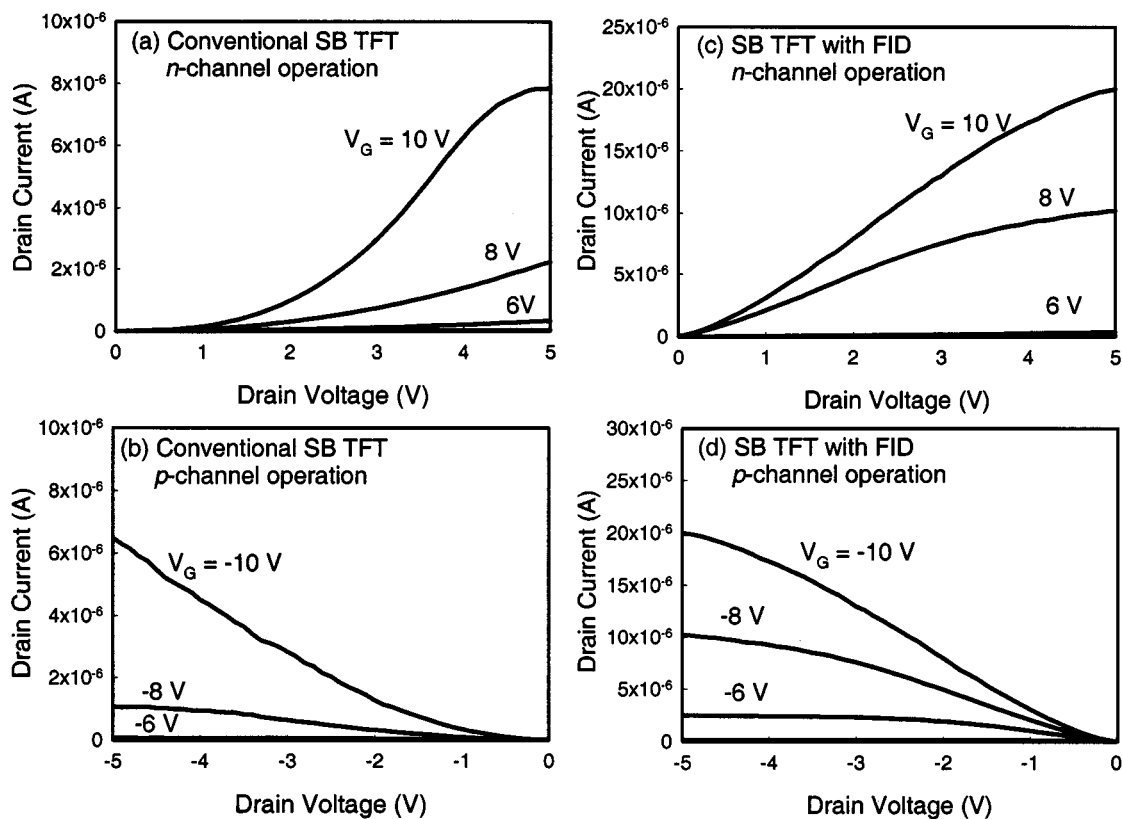 (a) Conventional SB TFT
n-channel operation
10x10-6
8x10-6
6x10-6
4x10-6
2x10-6
0
Drain Current (A)
VG = 10 V
8 V
6V
0 1 2 3 4 5
Drain Voltage (V)
(c) SB TFT with FID
n-channel operation
25x10-6
20x10-6
15x10-6
10x10-6
5x10-6
0
Drain Current (A)
VG = 10 V
8 V
6 V
0 1 2 3 4 5
Drain Voltage (V)
(b) Conventional SB TFT
p-channel operation
10x10-6
8x10-6
6x10-6
4x10-6
2x10-6
0
Drain Current (A)
VG = -10 V
-8 V
-6 V
-5 -4 -3 -2 -1 0
Drain Voltage (V)
(d) SB TFT with FID
p-channel operation
30x10-6
25x10-6
20x10-6
15x10-6
10x10-6
5x10-6
0
Drain Current (A)
VG = -10 V
-8 V
-6 V
-5 -4 -3 -2 -1 0
Drain Voltage (V)